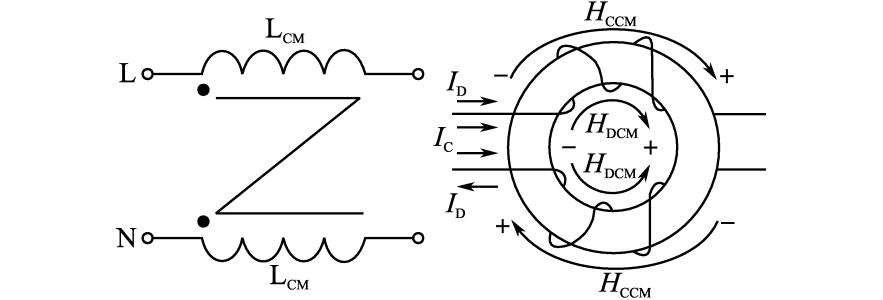 L
L_CM
N
L_CM
H_CCM
− +
I_D
I_C
I_D
H_DCM
− +
H_DCM
+ −
H_CCM